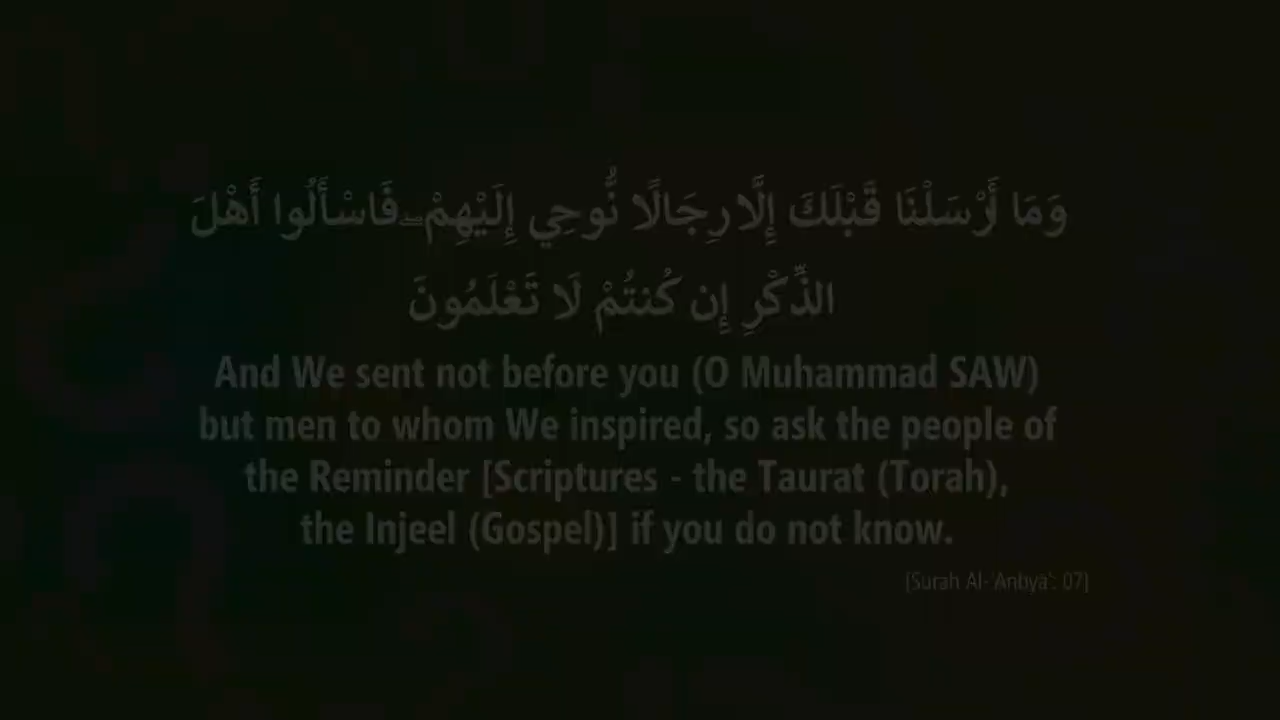 وَمَا أَرْسَلْنَا قَبْلَكَ إِلَّا رِجَالًا نُّوحِي إِلَيْهِمْ ۖ فَاسْأَلُوا أَهْلَ
الذِّكْرِ إِن كُنتُمْ لَا تَعْلَمُونَ
And We sent not before you (O Muhammad SAW)
but men to whom We inspired, so ask the people of
the Reminder [Scriptures - the Taurat (Torah),
the Injeel (Gospel)] if you do not know.
[Surah Al-'Anbya': 07]